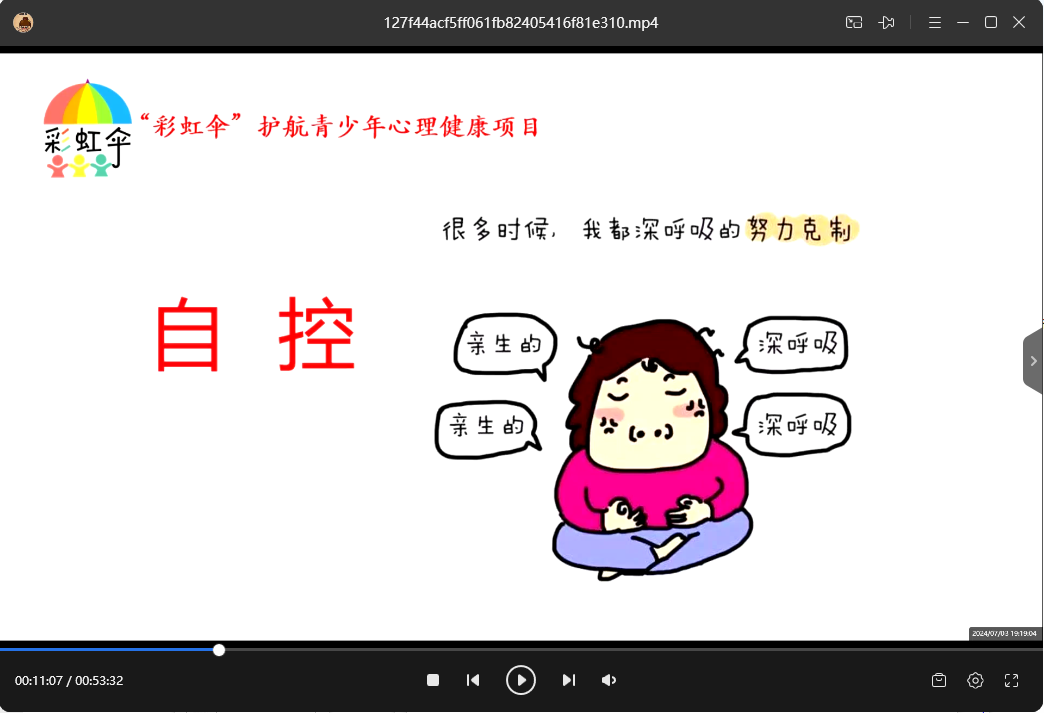 127f44acf5ff061fb82405416f81e310.mp4
彩虹伞
“彩虹伞”护航青少年心理健康项目
很多时候,我都深呼吸的努力克制
自控
亲生的
深呼吸
亲生的
深呼吸
2024/07/03 19:19:04
00:11:07 / 00:53:32